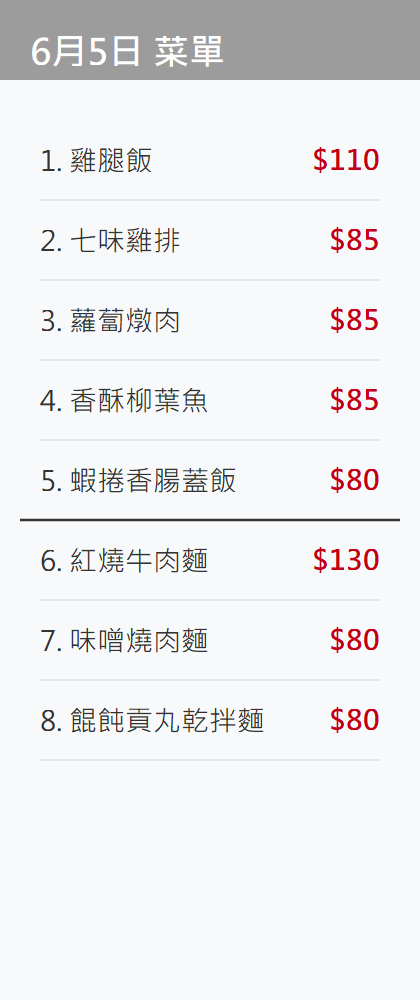 6月5日 菜單
1. 雞腿飯 $110
2. 七味雞排 $85
3. 蘿蔔燉肉 $85
4. 香酥柳葉魚 $85
5. 蝦捲香腸蓋飯 $80
6. 紅燒牛肉麵 $130
7. 味噌燒肉麵 $80
8. 餛飩貢丸乾拌麵 $80